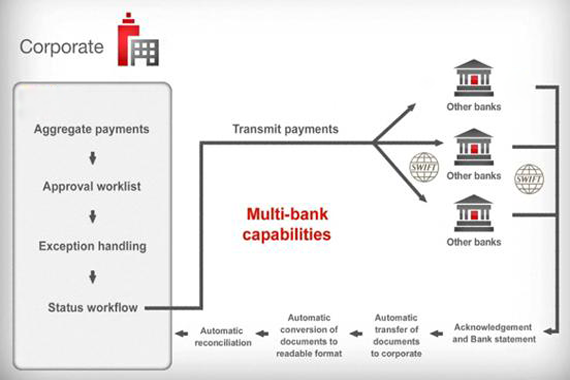 Corporate
Aggregate payments
Approval worklist
Exception handling
Status workflow
Transmit payments
Multi-bank
capabilities
Other banks
SWIFT
Other banks
SWIFT
Other banks
Acknowledgement
and Bank statement
Automatic
transfer of
documents
to corporate
Automatic
conversion of
documents to
readable format
Automatic
reconciliation